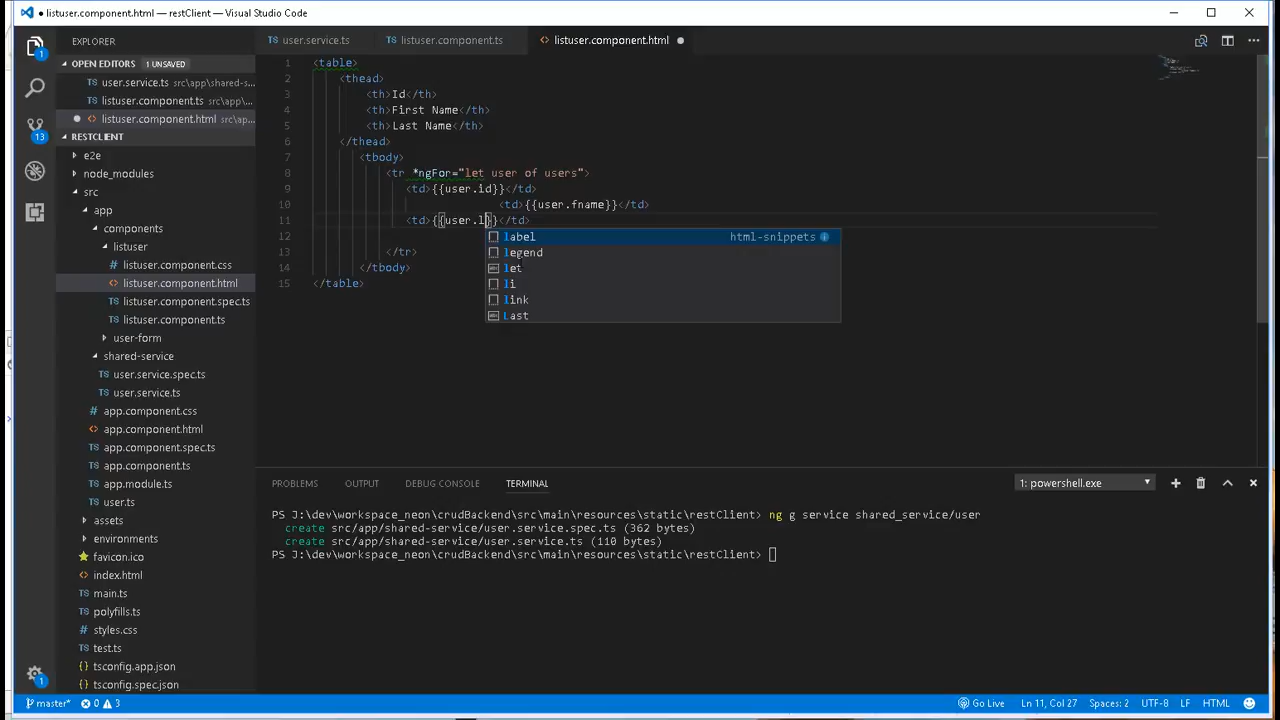 listuser.component.html - restClient - Visual Studio Code
EXPLORER
user.service.ts
listuser.component.ts
listuser.component.html
OPEN EDITORS 1 UNSAVED
user.service.ts src\app\shared-s...
listuser.component.ts src\app\...
listuser.component.html src\ap...
RESTCLIENT
e2e
node_modules
src
app
components
listuser
listuser.component.css
listuser.component.html
listuser.component.spec.ts
listuser.component.ts
user-form
shared-service
user.service.spec.ts
user.service.ts
app.component.css
app.component.html
app.component.spec.ts
app.component.ts
app.module.ts
user.ts
assets
environments
favicon.ico
index.html
main.ts
polyfills.ts
styles.css
test.ts
tsconfig.app.json
tsconfig.spec.json
1
13
1
1 <table>
2 <thead>
3 <th>Id</th>
4 <th>First Name</th>
5 <th>Last Name</th>
6 </thead>
7 <tbody>
8 <tr *ngFor="let user of users">
9 <td>{{user.id}}</td>
10 <td>{{user.fname}}</td>
11 <td>{{user.l}}</td>
12
13 </tr>
14 </tbody>
15 </table>
label html-snippets
legend
let
li
link
Last
PROBLEMS OUTPUT DEBUG CONSOLE TERMINAL 1: powershell.exe
PS J:\dev\workspace_neon\crudBackend\src\main\resources\static\restClient> ng g service shared_service/user
create src/app/shared-service/user.service.spec.ts (362 bytes)
create src/app/shared-service/user.service.ts (110 bytes)
PS J:\dev\workspace_neon\crudBackend\src\main\resources\static\restClient>
master* 0 3 Go Live Ln 11, Col 27 Spaces: 2 UTF-8 LF HTML